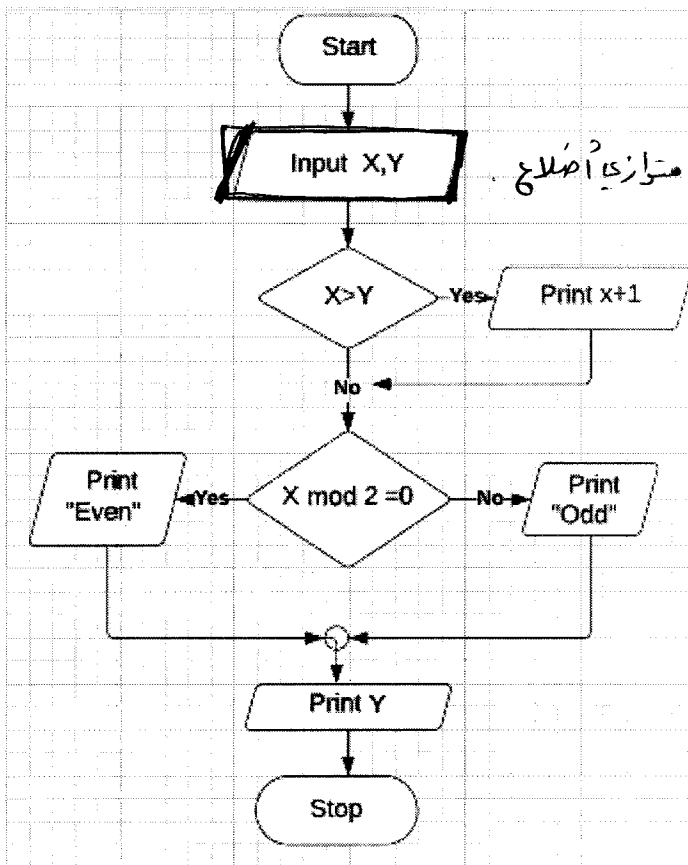 Start
Input X,Y
متوازي أضلاع.
X>Y
Yes
Print x+1
No
Print
"Even"
Yes
X mod 2 =0
No
Print
"Odd"
Print Y
Stop